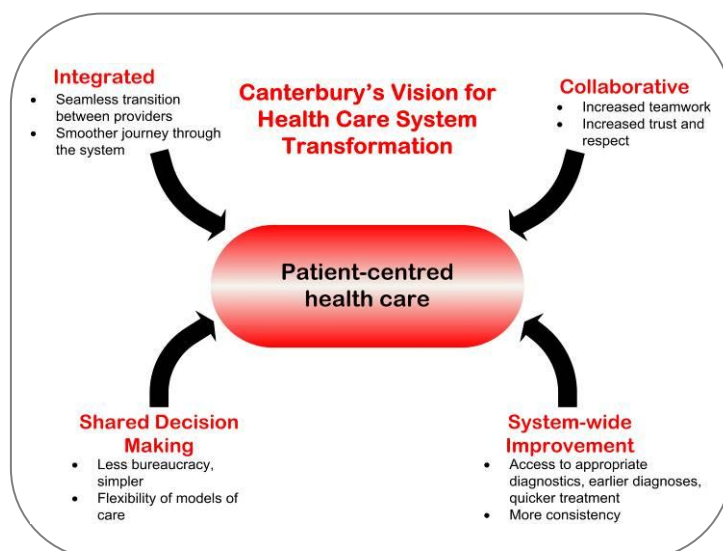 Integrated
• Seamless transition
between providers
• Smoother journey through
the system
Canterbury's Vision for
Health Care System
Transformation
Collaborative
• Increased teamwork
• Increased trust and
respect
Patient-centred
health care
Shared Decision
Making
• Less bureaucracy,
simpler
• Flexibility of models of
care
System-wide
Improvement
• Access to appropriate
diagnostics, earlier diagnoses,
quicker treatment
• More consistency